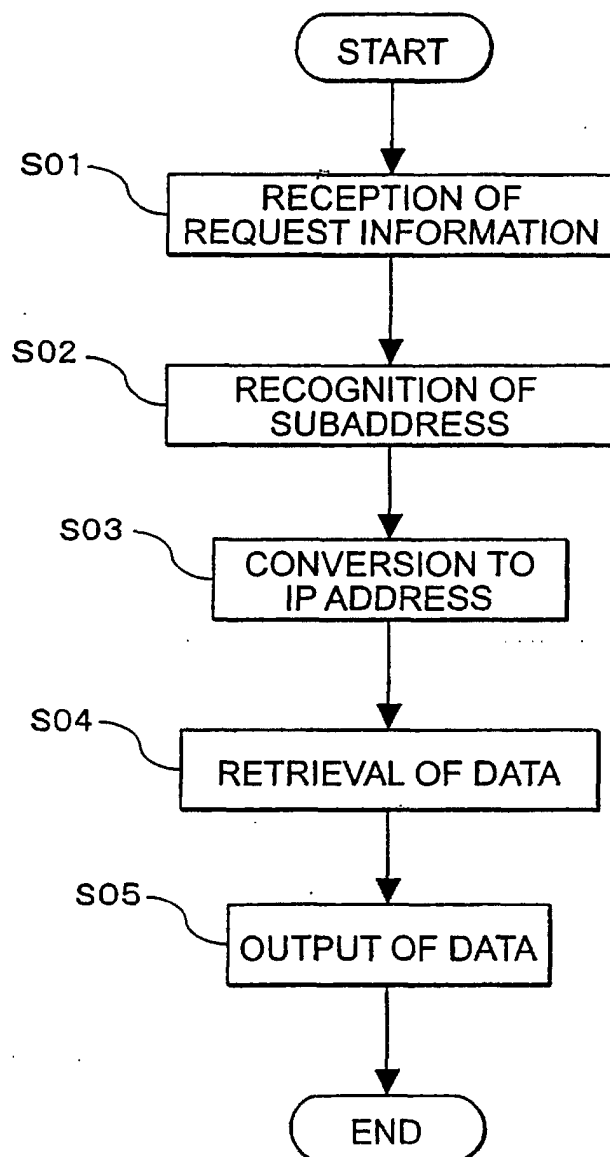 START
S01
RECEPTION OF
REQUEST INFORMATION
S02
RECOGNITION OF
SUBADDRESS
S03
CONVERSION TO
IP ADDRESS
S04
RETRIEVAL OF DATA
S05
OUTPUT OF DATA
END